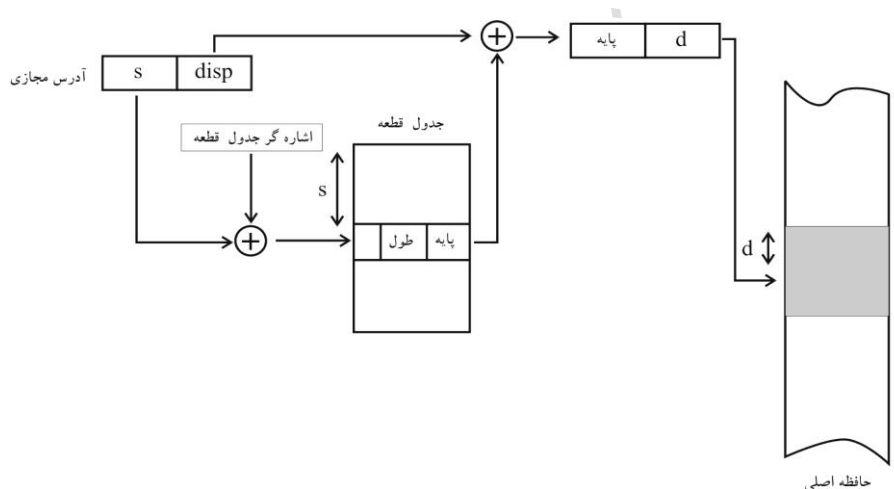 آدرس مجازی
s
disp
پایه
d
اشاره گر جدول قطعه
جدول قطعه
s
طول
پایه
d
حافظه اصلی